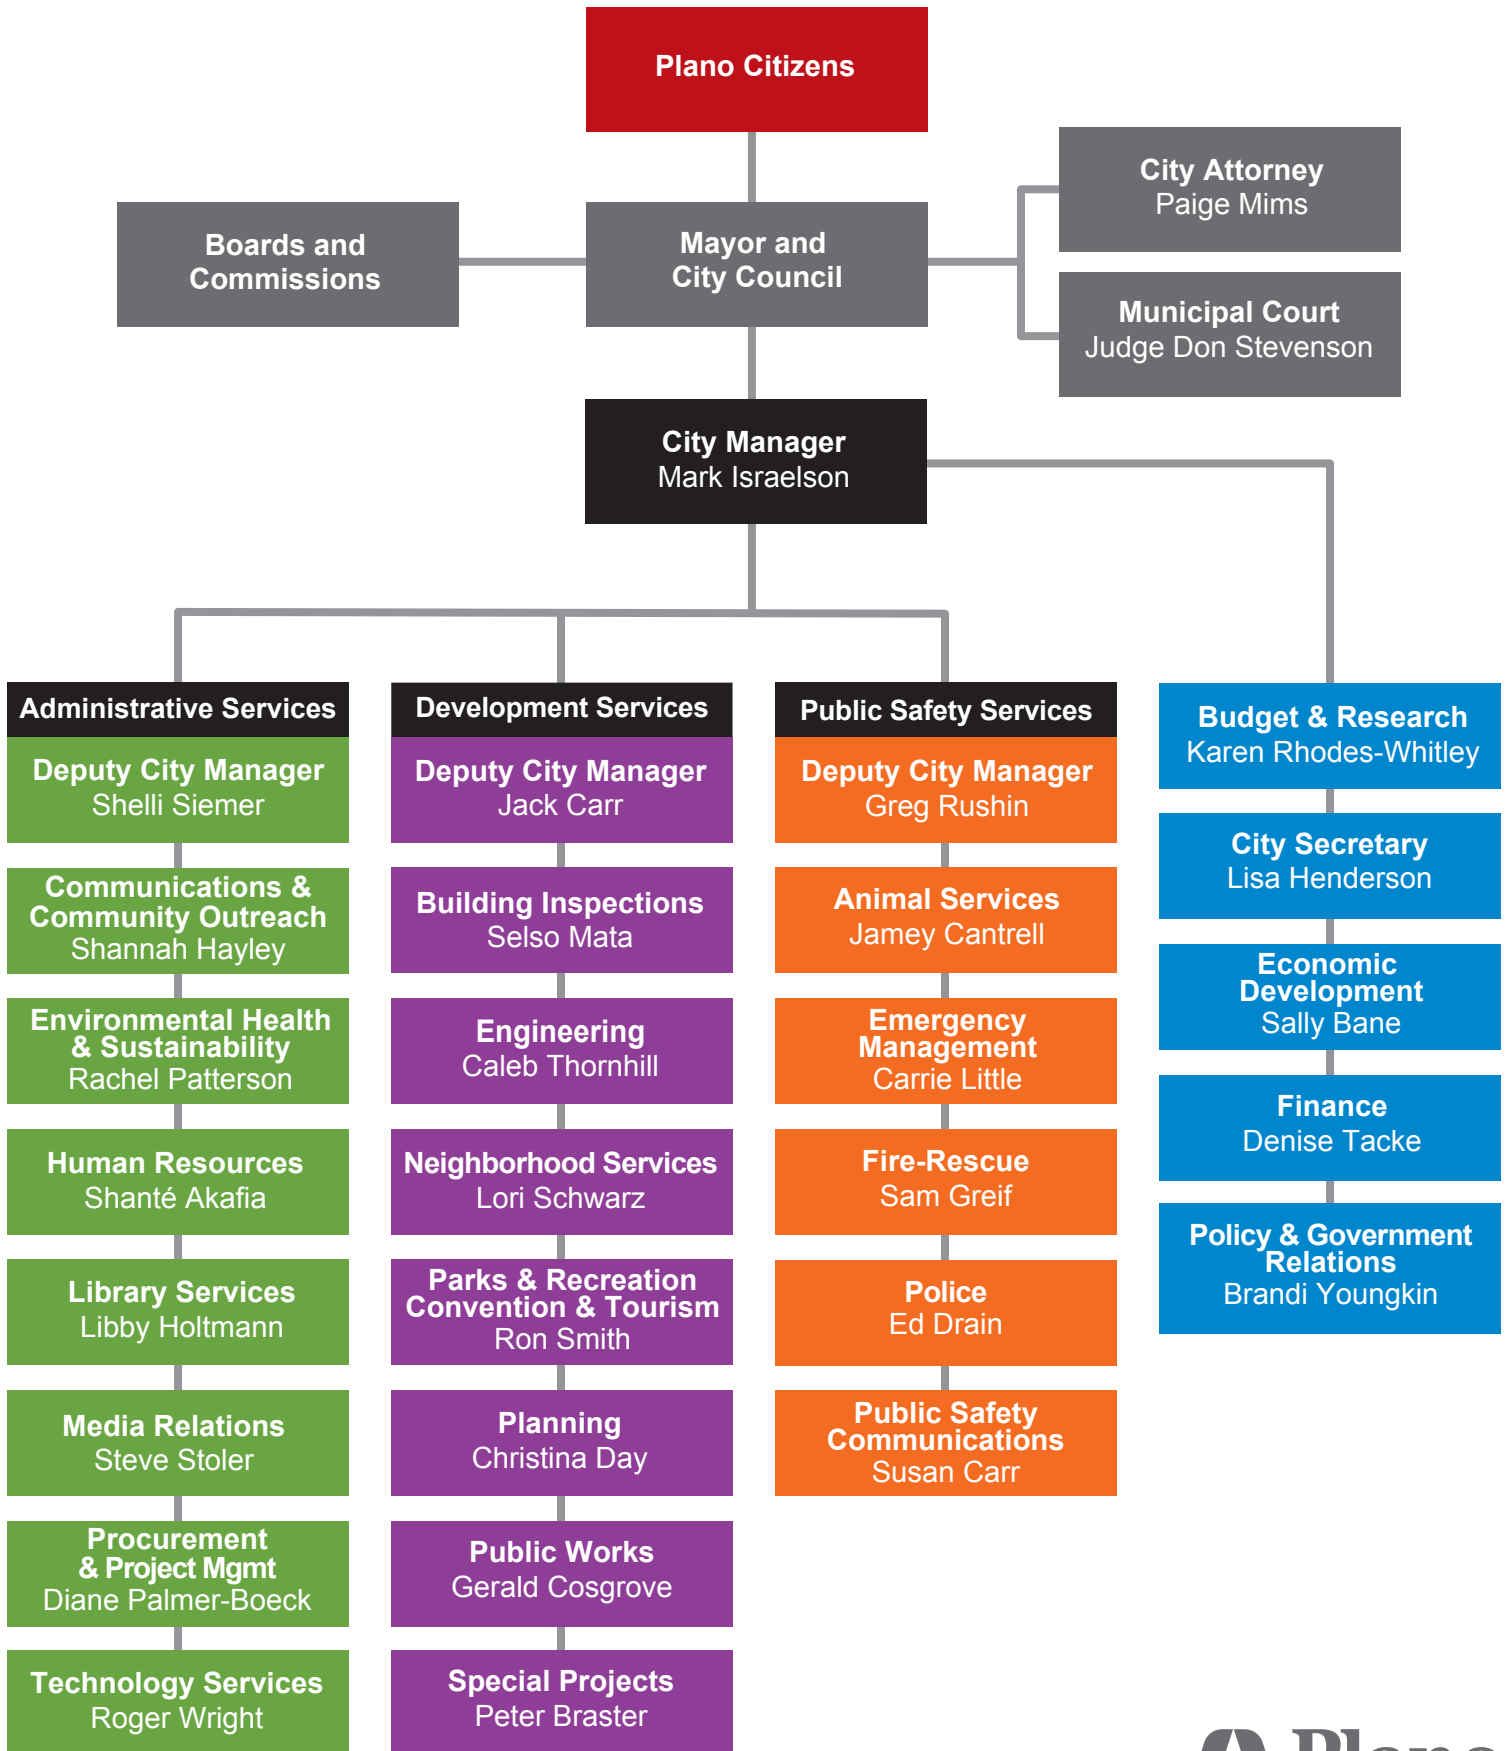 Plano Citizens
City Attorney
Paige Mims
Boards and
Commissions
Mayor and
City Council
Municipal Court
Judge Don Stevenson
City Manager
Mark Israelson
Administrative Services
Deputy City Manager
Shelli Siemer
Communications &
Community Outreach
Shannah Hayley
Environmental Health
& Sustainability
Rachel Patterson
Human Resources
Shanté Akafia
Library Services
Libby Holtmann
Media Relations
Steve Stoler
Procurement
& Project Mgmt
Diane Palmer-Boeck
Technology Services
Roger Wright
Development Services
Deputy City Manager
Jack Carr
Building Inspections
Selso Mata
Engineering
Caleb Thornhill
Neighborhood Services
Lori Schwarz
Parks & Recreation
Convention & Tourism
Ron Smith
Planning
Christina Day
Public Works
Gerald Cosgrove
Special Projects
Peter Braster
Public Safety Services
Deputy City Manager
Greg Rushin
Animal Services
Jamey Cantrell
Emergency
Management
Carrie Little
Fire-Rescue
Sam Greif
Police
Ed Drain
Public Safety
Communications
Susan Carr
Budget & Research
Karen Rhodes-Whitley
City Secretary
Lisa Henderson
Economic
Development
Sally Bane
Finance
Denise Tacke
Policy & Government
Relations
Brandi Youngkin
Plano